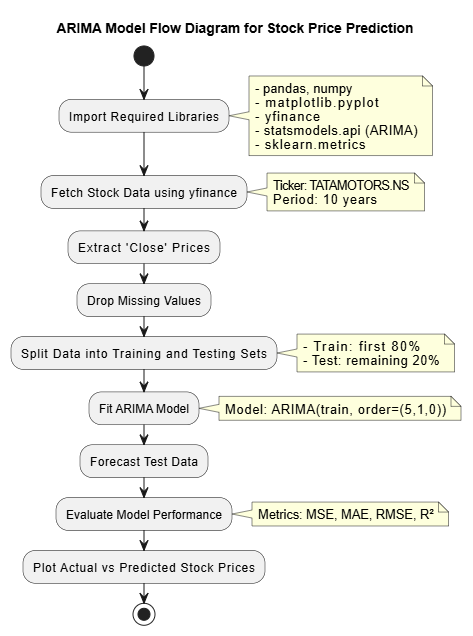 ARIMA Model Flow Diagram for Stock Price Prediction
Import Required Libraries
- pandas, numpy
- matplotlib.pyplot
- yfinance
- statsmodels.api (ARIMA)
- sklearn.metrics
Fetch Stock Data using yfinance
Ticker: TATAMOTORS.NS
Period: 10 years
Extract 'Close' Prices
Drop Missing Values
Split Data into Training and Testing Sets
- Train: first 80%
- Test: remaining 20%
Fit ARIMA Model
Model: ARIMA(train, order=(5,1,0))
Forecast Test Data
Evaluate Model Performance
Metrics: MSE, MAE, RMSE, R²
Plot Actual vs Predicted Stock Prices